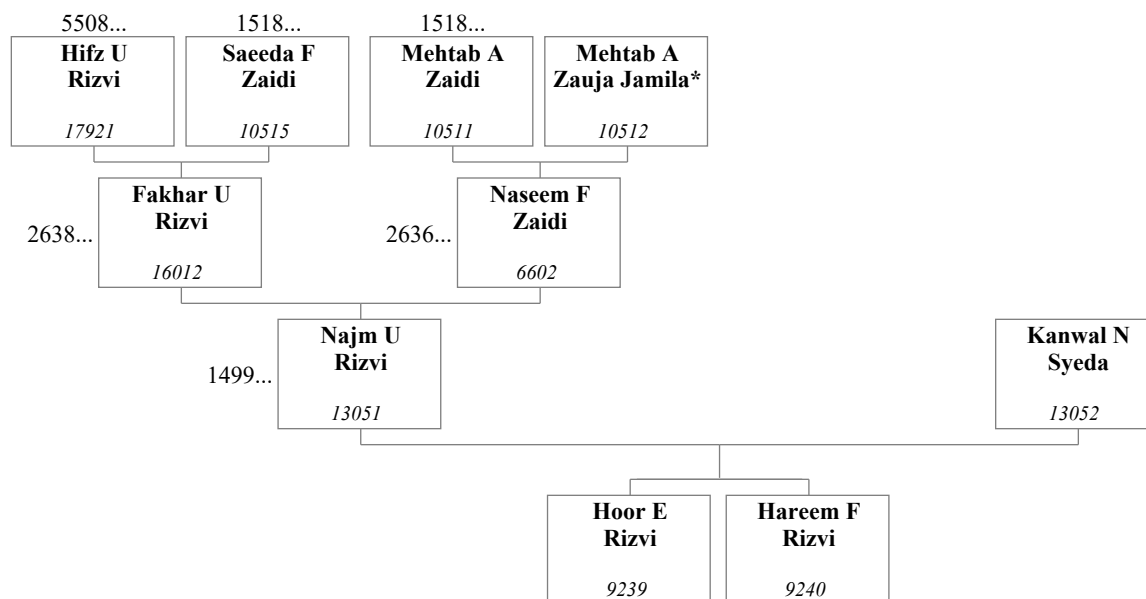 5508...
1518...
1518...
Hifz U
Rizvi
17921
Saeeda F
Zaidi
10515
Mehtab A
Zaidi
10511
Mehtab A
Zauja Jamila*
10512
2638...
Fakhar U
Rizvi
16012
2636...
Naseem F
Zaidi
6602
1499...
Najm U
Rizvi
13051
Kanwal N
Syeda
13052
Hoor E
Rizvi
9239
Hareem F
Rizvi
9240